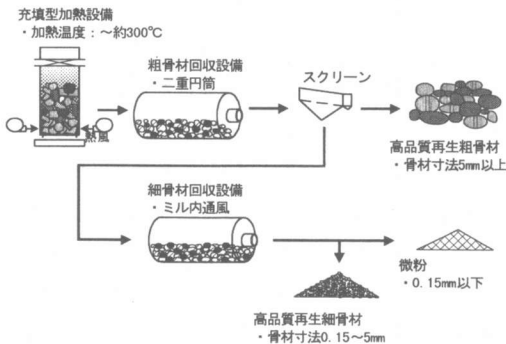 充填型加熱設備
・加熱温度：～約300℃
熱風
粗骨材回収設備
・二重円筒
スクリーン
高品質再生粗骨材
・骨材寸法5mm以上
細骨材回収設備
・ミル内通風
微粉
・0.15mm以下
高品質再生細骨材
・骨材寸法0.15～5mm